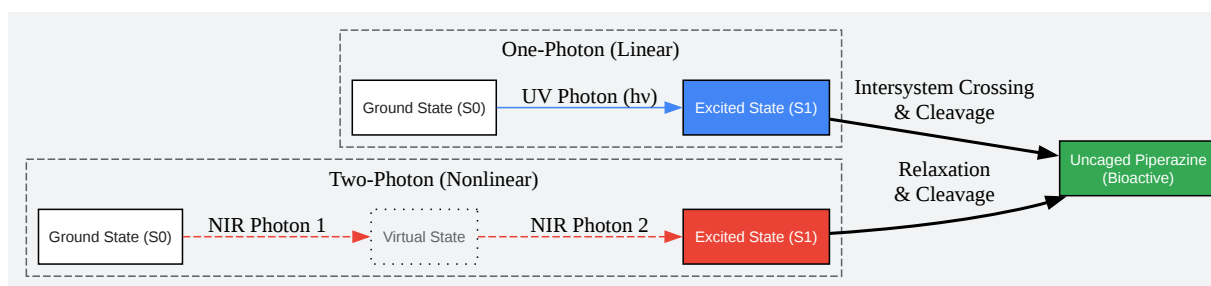 One-Photon (Linear)
Ground State (S0)
UV Photon (hν)
Excited State (S1)
Intersystem Crossing
& Cleavage
Two-Photon (Nonlinear)
Ground State (S0)
NIR Photon 1
Virtual State
NIR Photon 2
Excited State (S1)
Relaxation
& Cleavage
Uncaged Piperazine
(Bioactive)